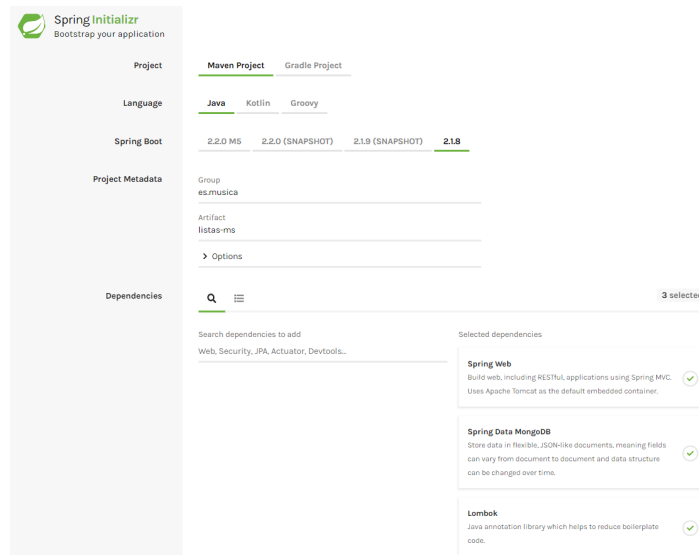 Spring Initializr
Bootstrap your application
Project
Maven Project Gradle Project
Language
Java Kotlin Groovy
Spring Boot
2.2.0 M5 2.2.0 (SNAPSHOT) 2.1.9 (SNAPSHOT) 2.1.8
Project Metadata
Group
es.musica
Artifact
listas-ms
Options
Dependencies
3 selected
Search dependencies to add
Web, Security, JPA, Actuator, Devtools...
Selected dependencies
Spring Web
Build web, including RESTful, applications using Spring MVC.
Uses Apache Tomcat as the default embedded container.
Spring Data MongoDB
Store data in flexible, JSON-like documents, meaning fields
can vary from document to document and data structure
can be changed over time.
Lombok
Java annotation library which helps to reduce boilerplate
code.